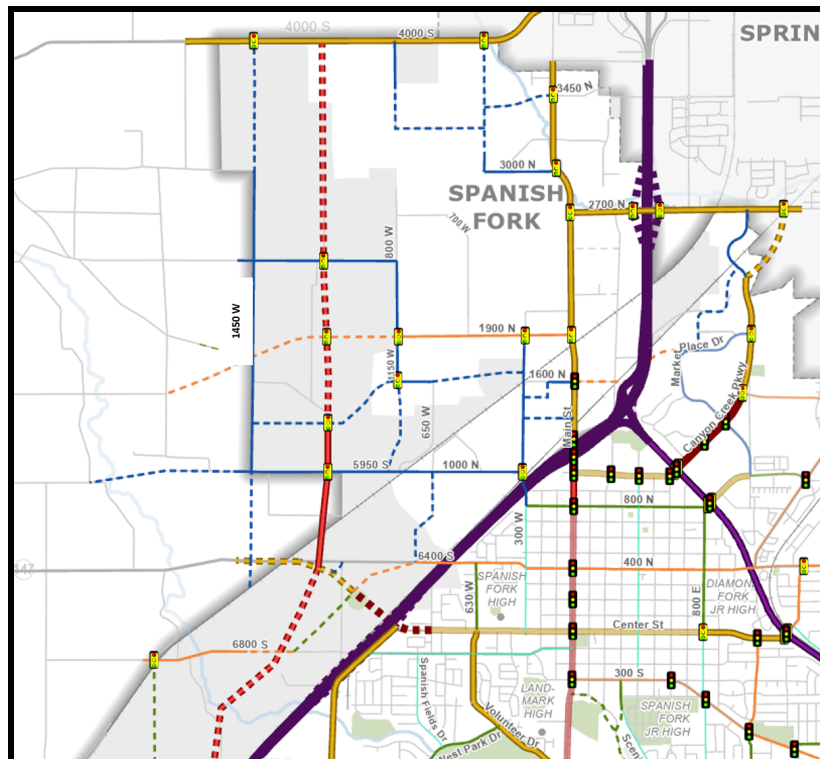 4000 S
4000 S
SPRIN
3450 N
3000 N
SPANISH
FORK
2700 N
700 W
800 W
1450 W
1900 N
Market Place Dr
1150 W
1600 N
Canyon Creek Pkwy
650 W
Main St
5950 S
1000 N
800 N
300 W
6400 S
147
400 N
SPANISH
FORK
HIGH
DIAMON
FORK
JR HIGH
630 W
800 E
Center St
6800 S
300 S
Spanish Fields Dr
LAND-
MARK
HIGH
SPANISH
FORK
JR HIGH
Volunteer Dr
West Park Dr
Scen